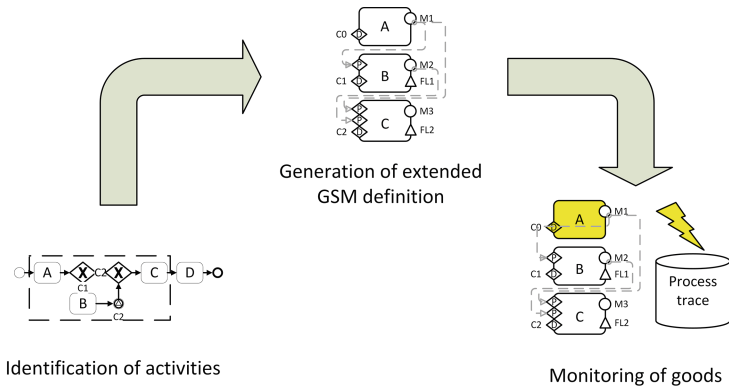 M1
A
C0 D
P
M2
B
C1 D
FL1
P
P
M3
C
C2 D
FL2
Generation of extended
GSM definition
A X C2 X C D
C1
B
C2
Identification of activities
A
M1
C0 D
P
M2
B
C1 D
FL1
P
P
M3
C
C2 D
FL2
Process
trace
Monitoring of goods